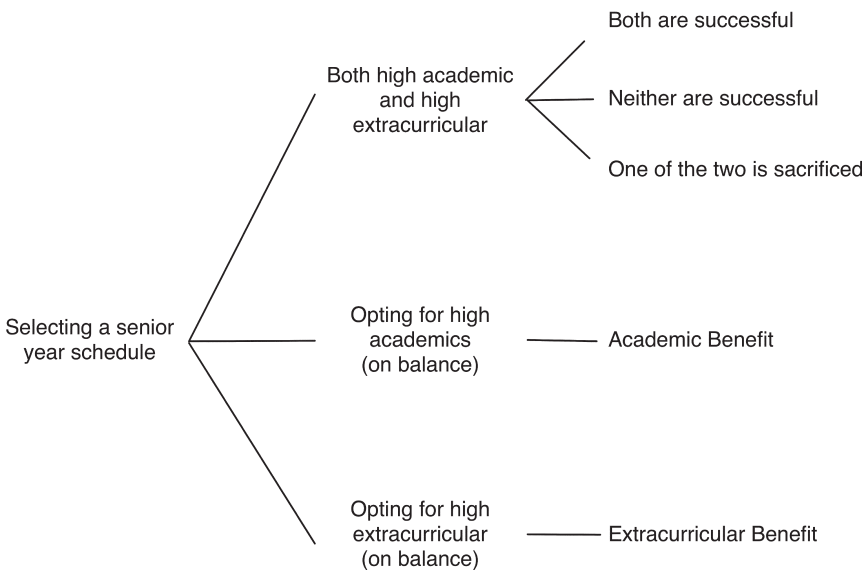 Both are successful
Both high academic
and high
extracurricular
Neither are successful
One of the two is sacrificed
Selecting a senior
year schedule
Opting for high
academics
(on balance)
Academic Benefit
Opting for high
extracurricular
(on balance)
Extracurricular Benefit